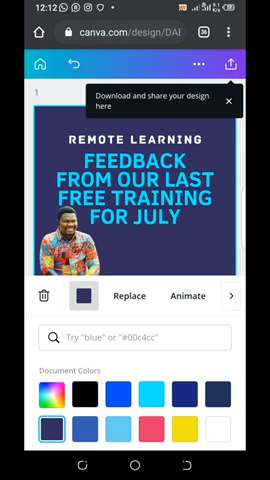 12:12
canva.com/design/DAE
36
Download and share your design
here
1
REMOTE LEARNING
FEEDBACK
FROM OUR LAST
FREE TRAINING
FOR JULY
Replace
Animate
Try "blue" or "#00c4cc"
Document Colors